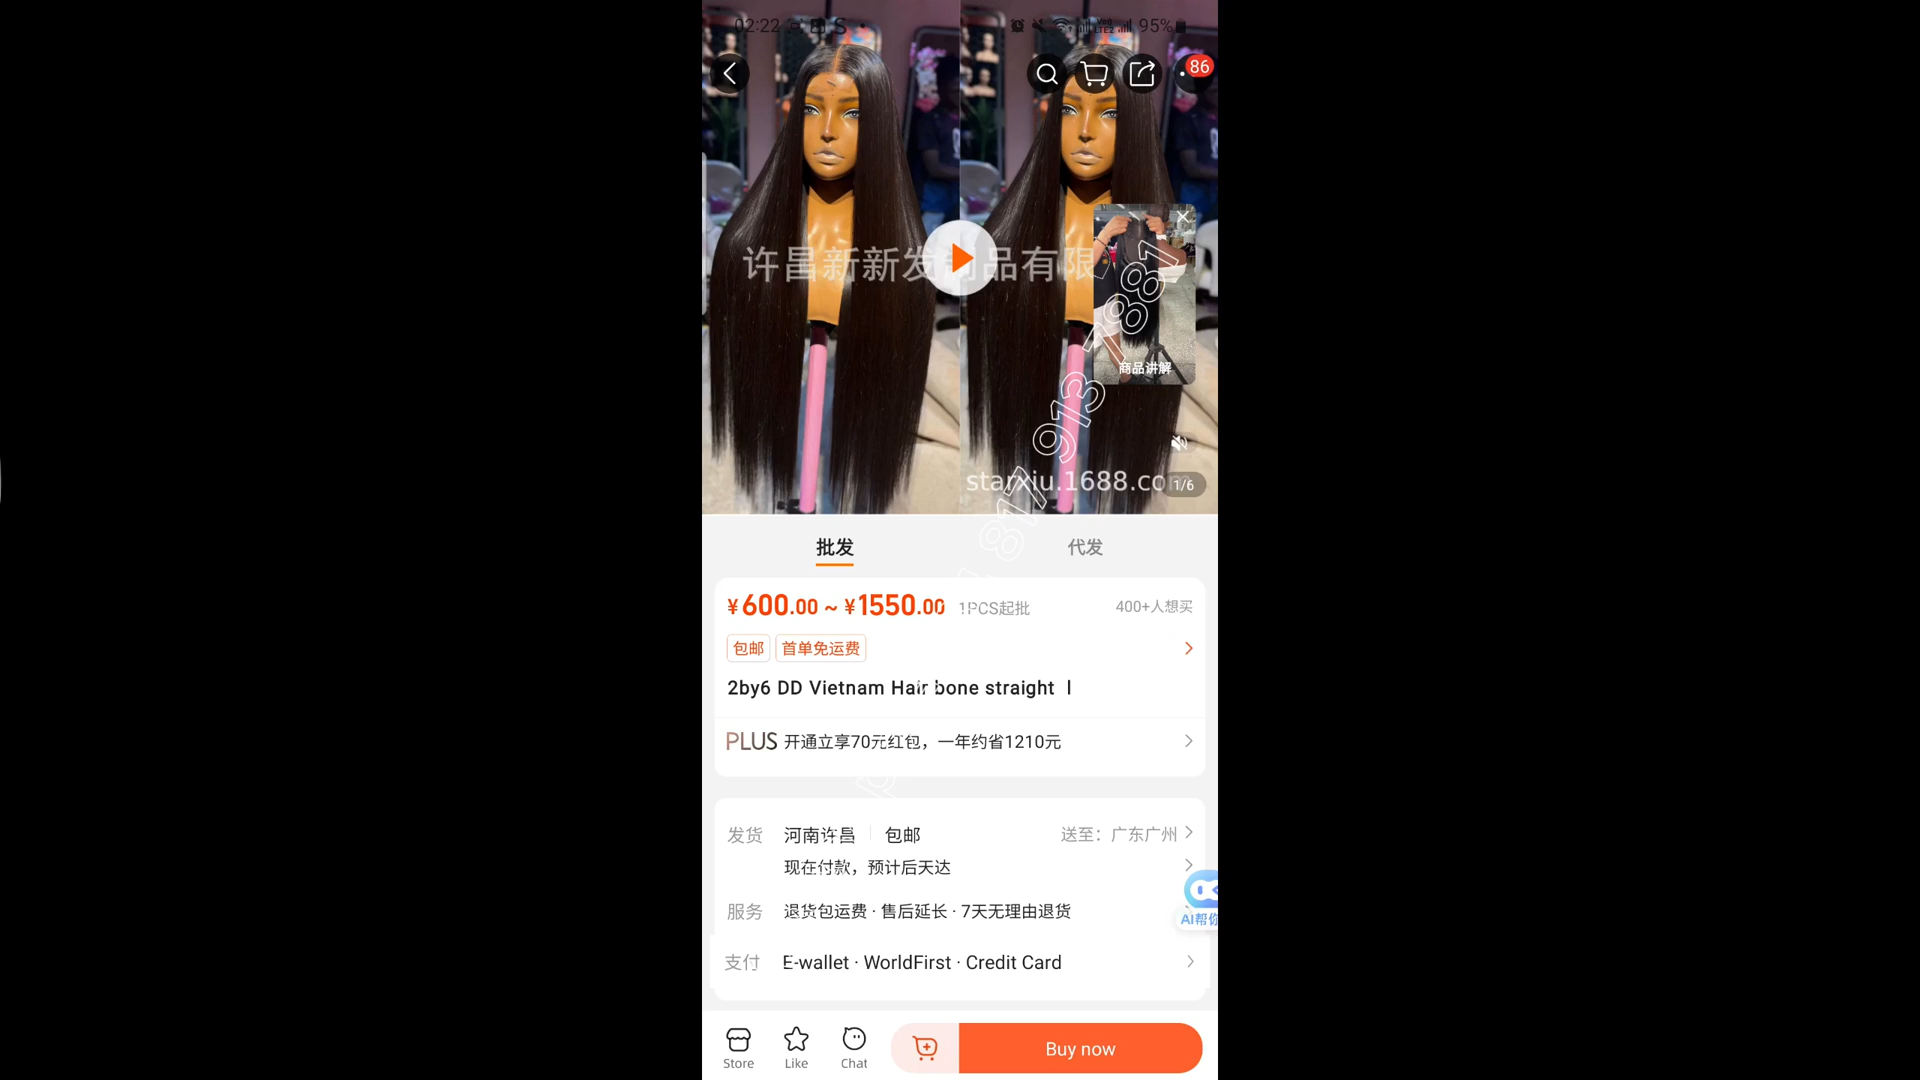 02:22
95%
86
许昌新新发制品有限
商品讲解
817 913 7887
starxiu.1688.com
1/6
批发
代发
¥600.00 ~ ¥1550.00 1PCS起批
400+人想买
包邮 首单免运费
2by6 DD Vietnam Hair bone straight l
PLUS 开通立享70元红包，一年约省1210元
发货 河南许昌 包邮
送至：广东广州
现在付款，预计后天达
服务 退货包运费 · 售后延长 · 7天无理由退货
AI帮你
支付 E-wallet · WorldFirst · Credit Card
Store
Like
Chat
Buy now